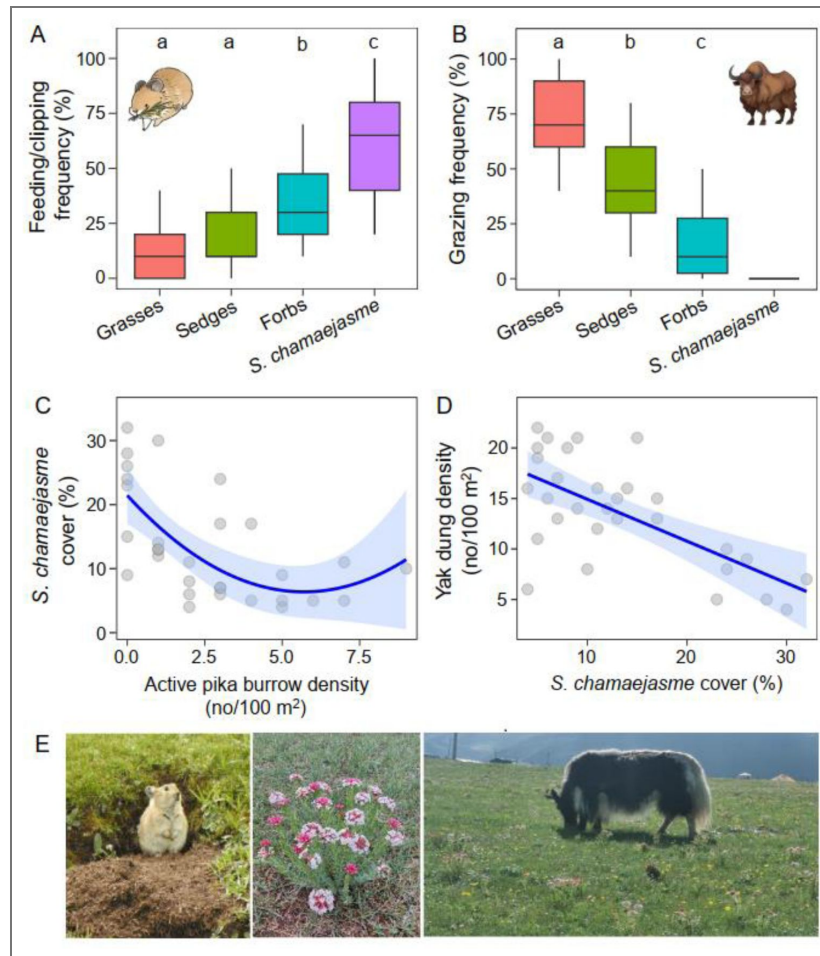 A
a a b c
100
75
50
25
0
Feeding/clipping
frequency (%)
Grasses
Sedges
Forbs
S. chamaejasme
B
a b c
100
75
50
25
0
Grazing frequency (%)
Grasses
Sedges
Forbs
S. chamaejasme
C
30
20
10
0
S. chamaejasme
cover (%)
0.0 2.5 5.0 7.5
Active pika burrow density
(no/100 m²)
D
20
15
10
5
Yak dung density
(no/100 m²)
10 20 30
S. chamaejasme cover (%)
E